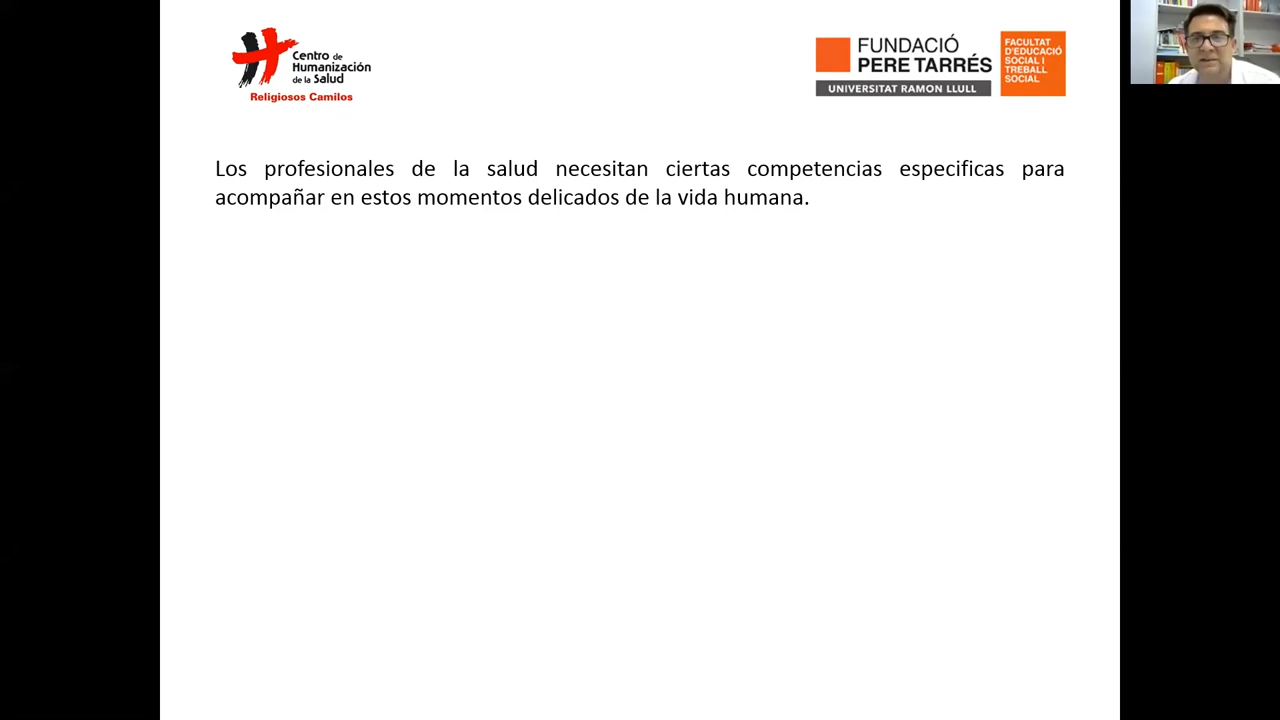 Centro de
Humanización
de la Salud
Religiosos Camilos
FUNDACIÓ
PERE TARRÉS
UNIVERSITAT RAMON LLULL
FACULTAT
D'EDUCACIÓ
SOCIAL I
TREBALL
SOCIAL
Los profesionales de la salud necesitan ciertas competencias especificas para
acompañar en estos momentos delicados de la vida humana.